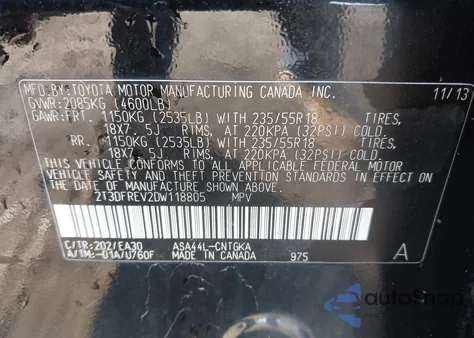 MFD.BY:TOYOTA MOTOR MANUFACTURING CANADA INC. 11/13
GVWR:2085KG (4600LB)
GAWR:FRT. 1150KG (2535LB) WITH 235/55R18 TIRES,
18X7. 5J RIMS, AT 220KPA (32PSI) COLD.
RR. 1150KG (2535LB) WITH 235/55R18 TIRES,
18X7. 5J RIMS, AT 220KPA (32PSI) COLD.
THIS VEHICLE CONFORMS TO ALL APPLICABLE FEDERAL MOTOR
VEHICLE SAFETY AND THEFT PREVENTION STANDARDS IN
EFFECT ON THE DATE OF MANUFACTURE SHOWN ABOVE.
2T3DFREV2DW118805 MPV
C/TR:202/EA30 ASA44L-CNTGKA
A/TM:-01A/U760F MADE IN CANADA 975 A
autoSnap